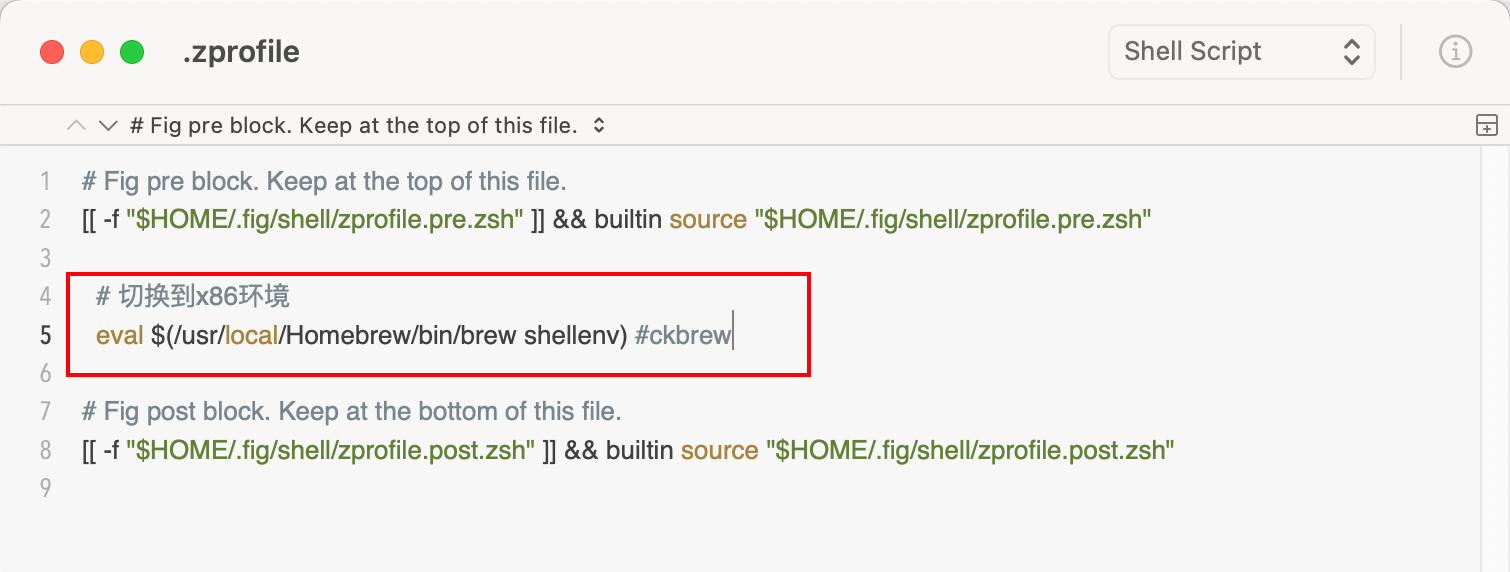 .zprofile
Shell Script
# Fig pre block. Keep at the top of this file.
1 # Fig pre block. Keep at the top of this file.
2 [[ -f "$HOME/.fig/shell/zprofile.pre.zsh" ]] && builtin source "$HOME/.fig/shell/zprofile.pre.zsh"
3
4 # 切换到x86环境
5 eval $(/usr/local/Homebrew/bin/brew shellenv) #ckbrew
6
7 # Fig post block. Keep at the bottom of this file.
8 [[ -f "$HOME/.fig/shell/zprofile.post.zsh" ]] && builtin source "$HOME/.fig/shell/zprofile.post.zsh"
9